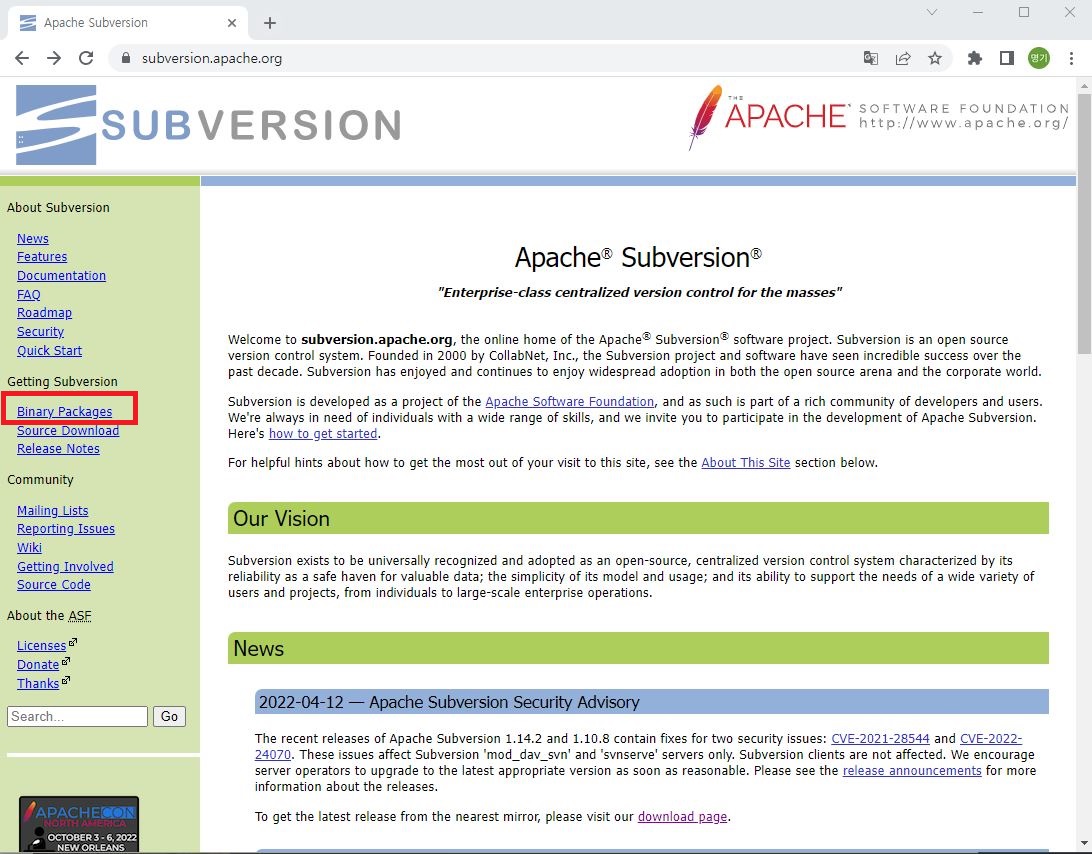 Apache Subversion
subversion.apache.org
명기
SUBVERSION
THE
APACHE
SOFTWARE FOUNDATION
http://www.apache.org/
About Subversion
News
Features
Documentation
FAQ
Roadmap
Security
Quick Start
Getting Subversion
Binary Packages
Source Download
Release Notes
Community
Mailing Lists
Reporting Issues
Wiki
Getting Involved
Source Code
About the ASF
Licenses
Donate
Thanks
Search...
Go
APACHECON
NORTH AMERICA
OCTOBER 3 - 6, 2022
NEW ORLEANS
Apache® Subversion®
"Enterprise-class centralized version control for the masses"
Welcome to subversion.apache.org, the online home of the Apache® Subversion® software project. Subversion is an open source
version control system. Founded in 2000 by CollabNet, Inc., the Subversion project and software have seen incredible success over the
past decade. Subversion has enjoyed and continues to enjoy widespread adoption in both the open source arena and the corporate world.
Subversion is developed as a project of the Apache Software Foundation, and as such is part of a rich community of developers and users.
We're always in need of individuals with a wide range of skills, and we invite you to participate in the development of Apache Subversion.
Here's how to get started.
For helpful hints about how to get the most out of your visit to this site, see the About This Site section below.
Our Vision
Subversion exists to be universally recognized and adopted as an open-source, centralized version control system characterized by its
reliability as a safe haven for valuable data; the simplicity of its model and usage; and its ability to support the needs of a wide variety of
users and projects, from individuals to large-scale enterprise operations.
News
2022-04-12 — Apache Subversion Security Advisory
The recent releases of Apache Subversion 1.14.2 and 1.10.8 contain fixes for two security issues: CVE-2021-28544 and CVE-2022-
24070. These issues affect Subversion 'mod_dav_svn' and 'svnserve' servers only. Subversion clients are not affected. We encourage
server operators to upgrade to the latest appropriate version as soon as reasonable. Please see the release announcements for more
information about the releases.
To get the latest release from the nearest mirror, please visit our download page.